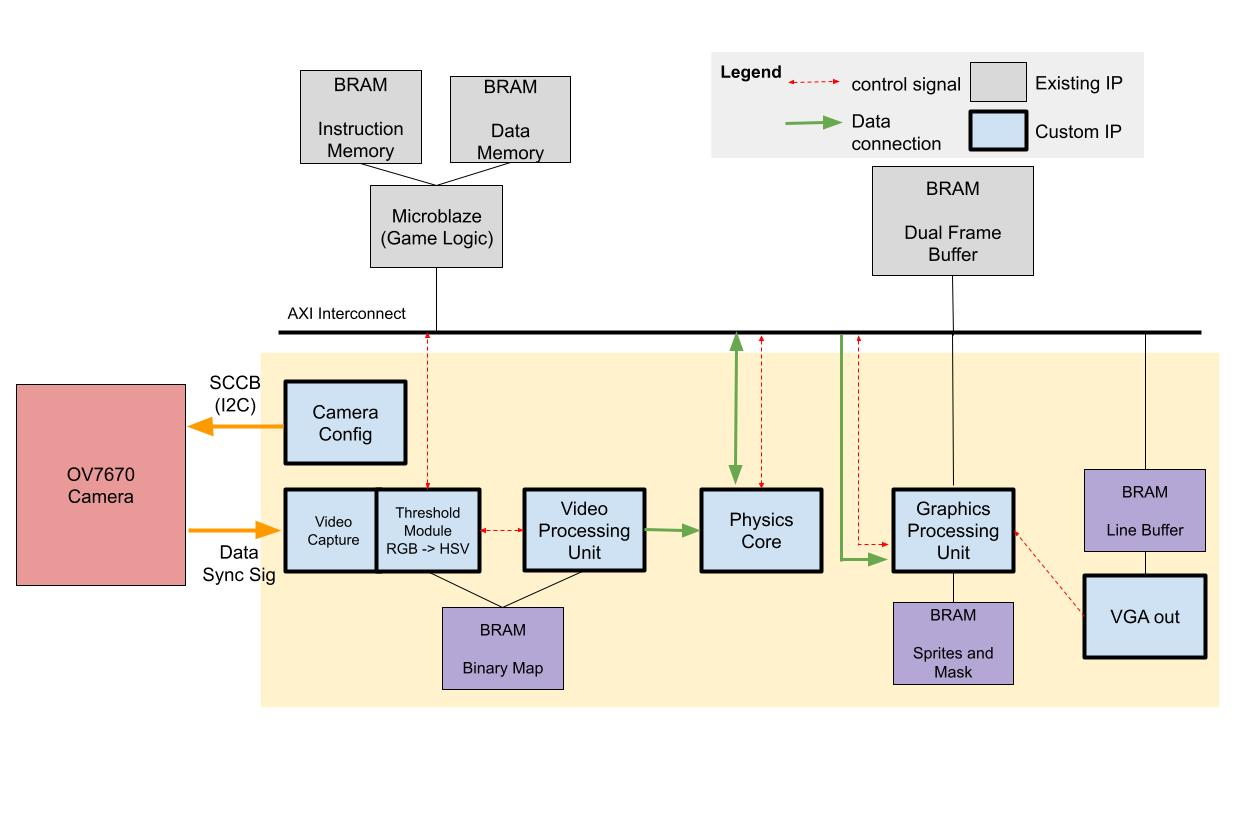 BRAM
Instruction
Memory
BRAM
Data
Memory
Legend
control signal
Existing IP
Data
connection
Custom IP
Microblaze
(Game Logic)
BRAM
Dual Frame
Buffer
AXI Interconnect
SCCB
(I2C)
Camera
Config
OV7670
Camera
Data
Sync Sig
Video
Capture
Threshold
Module
RGB -> HSV
Video
Processing
Unit
Physics
Core
Graphics
Processing
Unit
BRAM
Line Buffer
BRAM
Binary Map
BRAM
Sprites and
Mask
VGA out